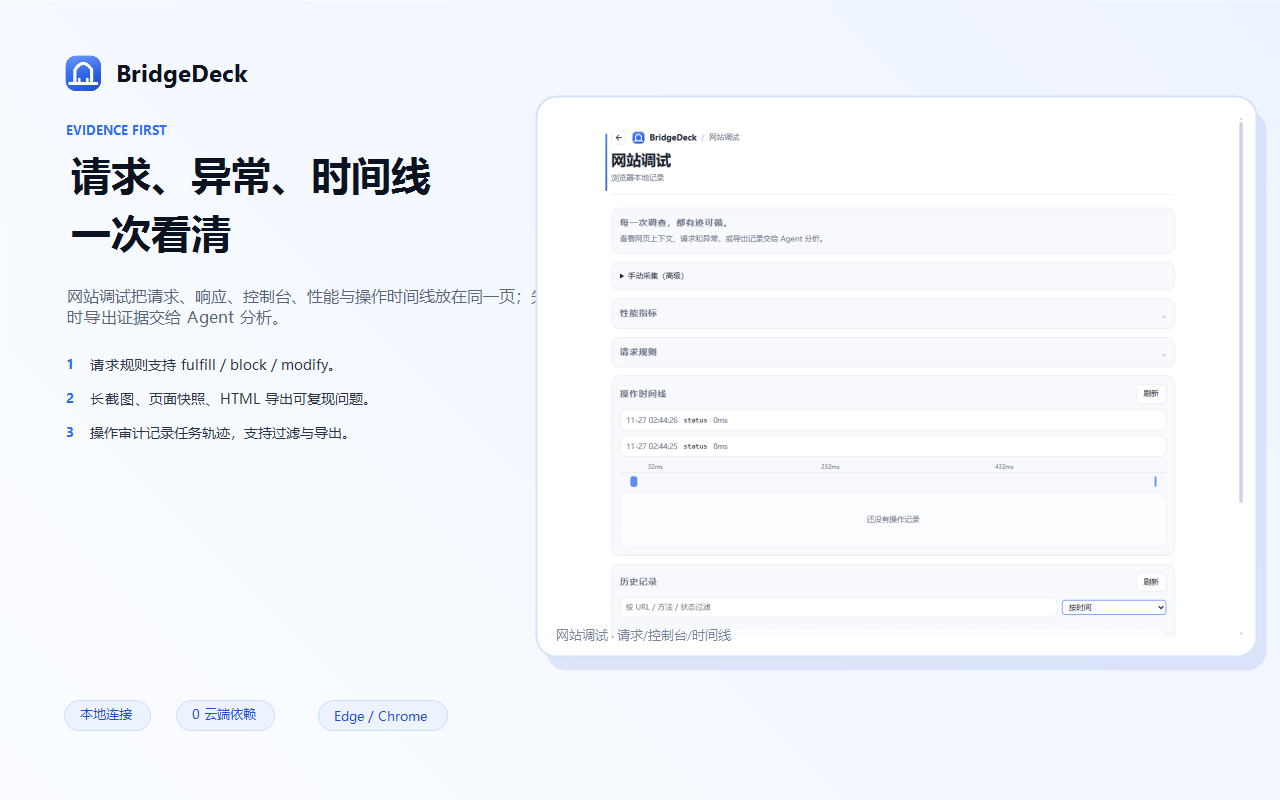 BridgeDeck
EVIDENCE FIRST
请求、异常、时间线
一次看清
网站调试把请求、响应、控制台、性能与操作时间线放在同一页；
时导出证据交给 Agent 分析。
1 请求规则支持 fulfill / block / modify。
2 长截图、页面快照、HTML 导出可复现问题。
3 操作审计记录任务轨迹，支持过滤与导出。
本地连接
0 云端依赖
Edge / Chrome
← BridgeDeck / 网站调试
网站调试
浏览器本地记录
每一次调查，都有迹可循。
查看网页上下文、请求和异常，或导出记录交给 Agent 分析。
手动采集（高级）
性能指标
请求规则
操作时间线 刷新
11-27 02:44:26 status 0ms
11-27 02:44:25 status 8ms
32ms 232ms 432ms
还没有操作记录
历史记录 刷新
按 URL / 方法 / 状态过滤 按时间
网站调试 · 请求/控制台/时间线